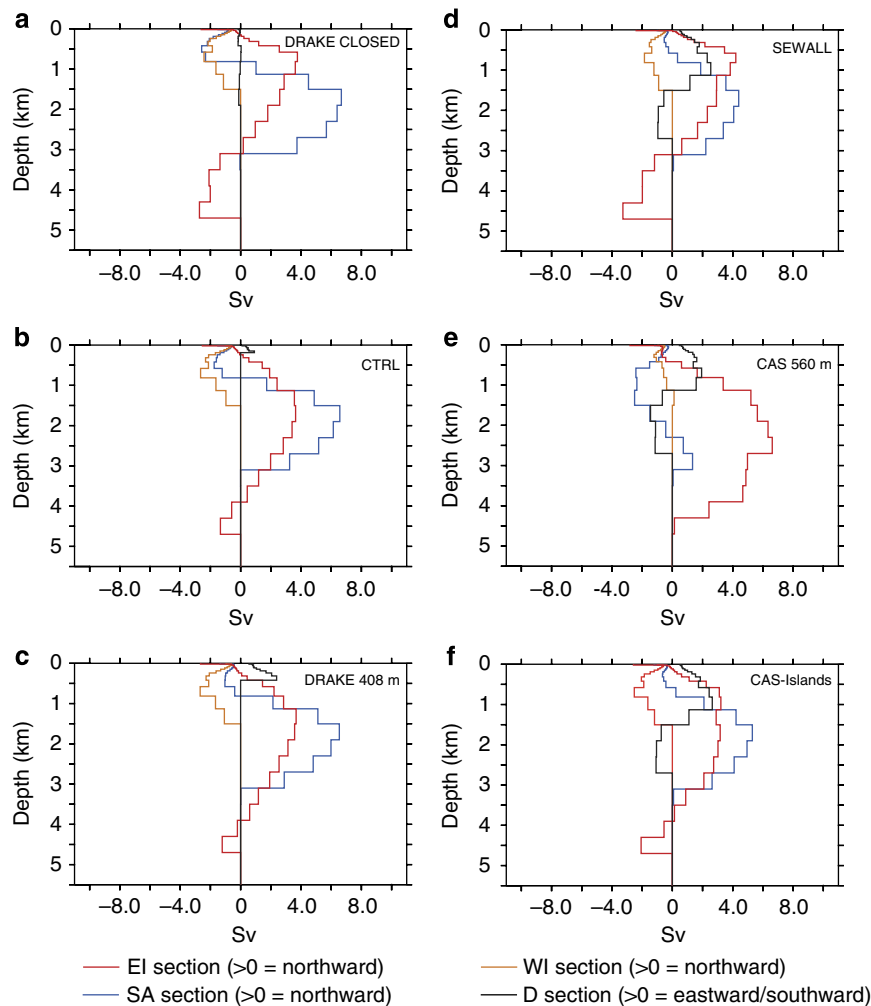 a
DRAKE CLOSED
0
1
2
3
4
5
Depth (km)
−8.0 −4.0 0 4.0 8.0
Sv
b
CTRL
0
1
2
3
4
5
Depth (km)
−8.0 −4.0 0 4.0 8.0
Sv
c
DRAKE 408 m
0
1
2
3
4
5
Depth (km)
−8.0 −4.0 0 4.0 8.0
Sv
d
SEWALL
0
1
2
3
4
5
Depth (km)
−8.0 −4.0 0 4.0 8.0
Sv
e
CAS 560 m
0
1
2
3
4
5
Depth (km)
−8.0 -4.0 0 4.0 8.0
Sv
f
CAS-Islands
0
1
2
3
4
5
Depth (km)
−8.0 −4.0 0 4.0 8.0
Sv
EI section (>0 = northward)
SA section (>0 = northward)
WI section (>0 = northward)
D section (>0 = eastward/southward)